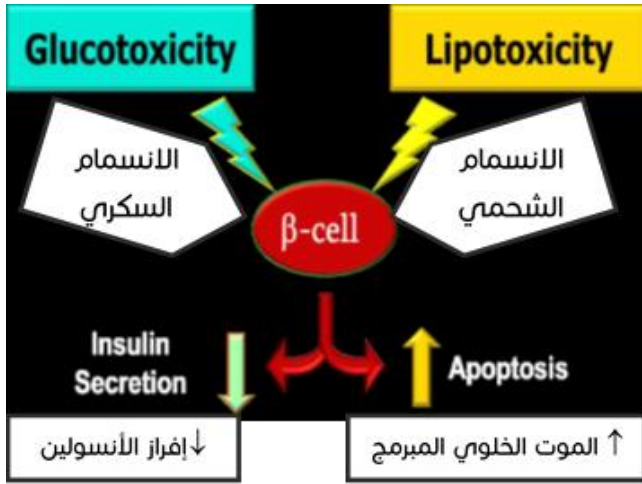 Glucotoxicity
Lipotoxicity
الانسمام
السكري
الانسمام
الشحمي
β-cell
Insulin
Secretion
Apoptosis
↓إفراز الأنسولين
↑ الموت الخلوي المبرمج